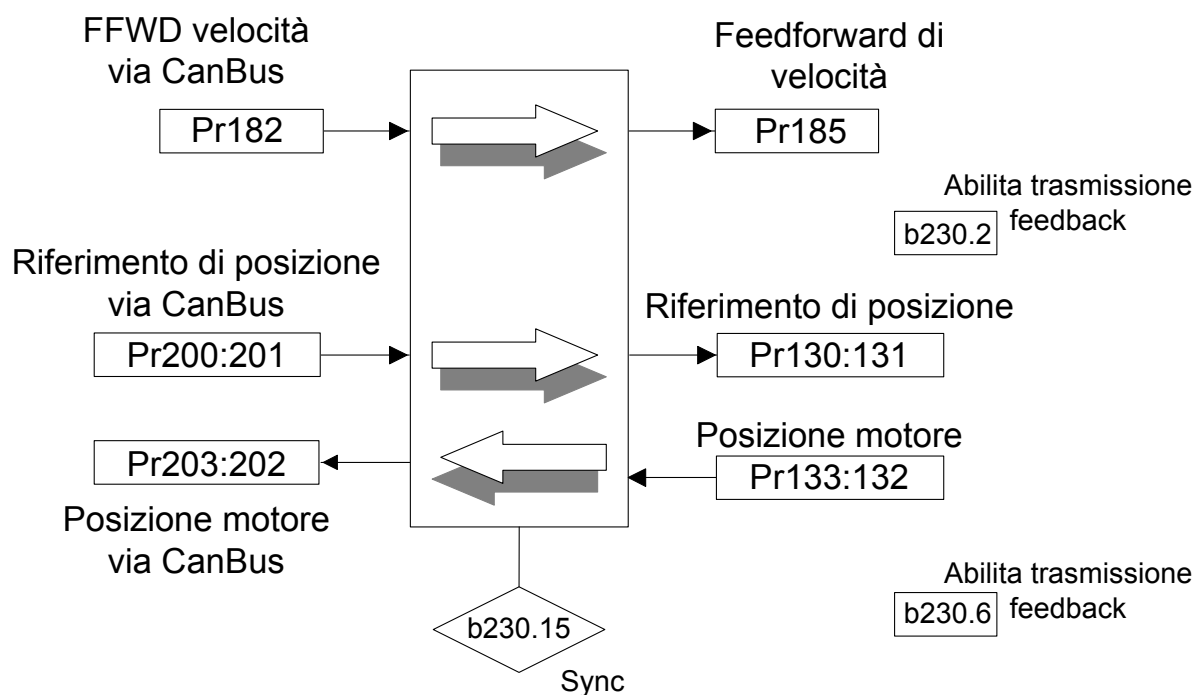 FFWD velocità
via CanBus
Pr182
Feedforward di
velocità
Pr185
Abilita trasmissione
feedback
b230.2
Riferimento di posizione
via CanBus
Pr200:201
Riferimento di posizione
Pr130:131
Pr203:202
Posizione motore
via CanBus
Posizione motore
Pr133:132
b230.15
Sync
Abilita trasmissione
feedback
b230.6